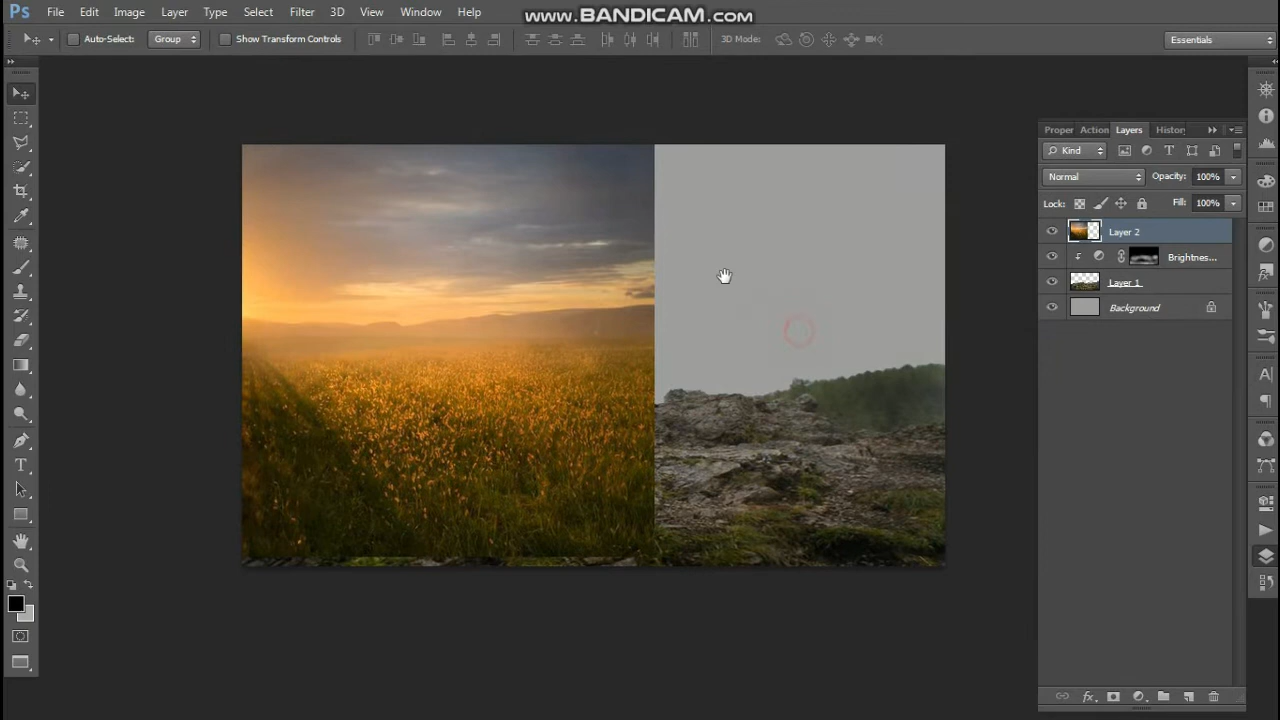 Ps File Edit Image Layer Type Select Filter 3D View Window Help
www.BANDICAM.com
Auto-Select: Group Show Transform Controls 3D Mode: Essentials
Proper Action Layers History
Kind T
Normal Opacity: 100%
Lock: Fill: 100%
Layer 2
Brightnes...
Layer 1
Background
A
T
fx